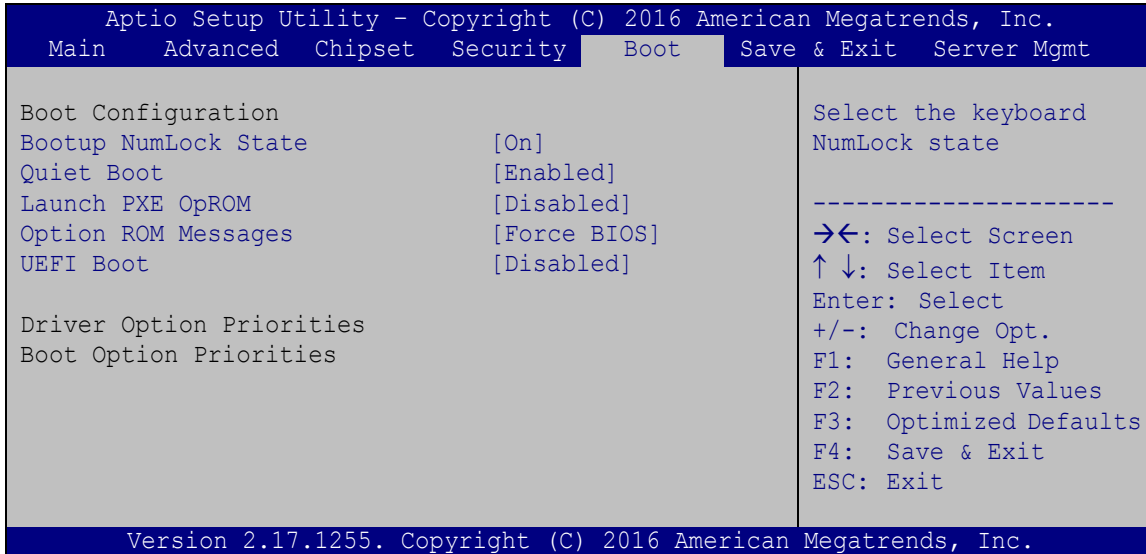 Aptio Setup Utility – Copyright (C) 2016 American Megatrends, Inc.
Main Advanced Chipset Security Boot Save & Exit Server Mgmt
Boot Configuration
Bootup NumLock State [On]
Quiet Boot [Enabled]
Launch PXE OpROM [Disabled]
Option ROM Messages [Force BIOS]
UEFI Boot [Disabled]
Driver Option Priorities
Boot Option Priorities
Select the keyboard
NumLock state
---------------------
→←: Select Screen
↑ ↓: Select Item
Enter: Select
+/-: Change Opt.
F1: General Help
F2: Previous Values
F3: Optimized Defaults
F4: Save & Exit
ESC: Exit
Version 2.17.1255. Copyright (C) 2016 American Megatrends, Inc.